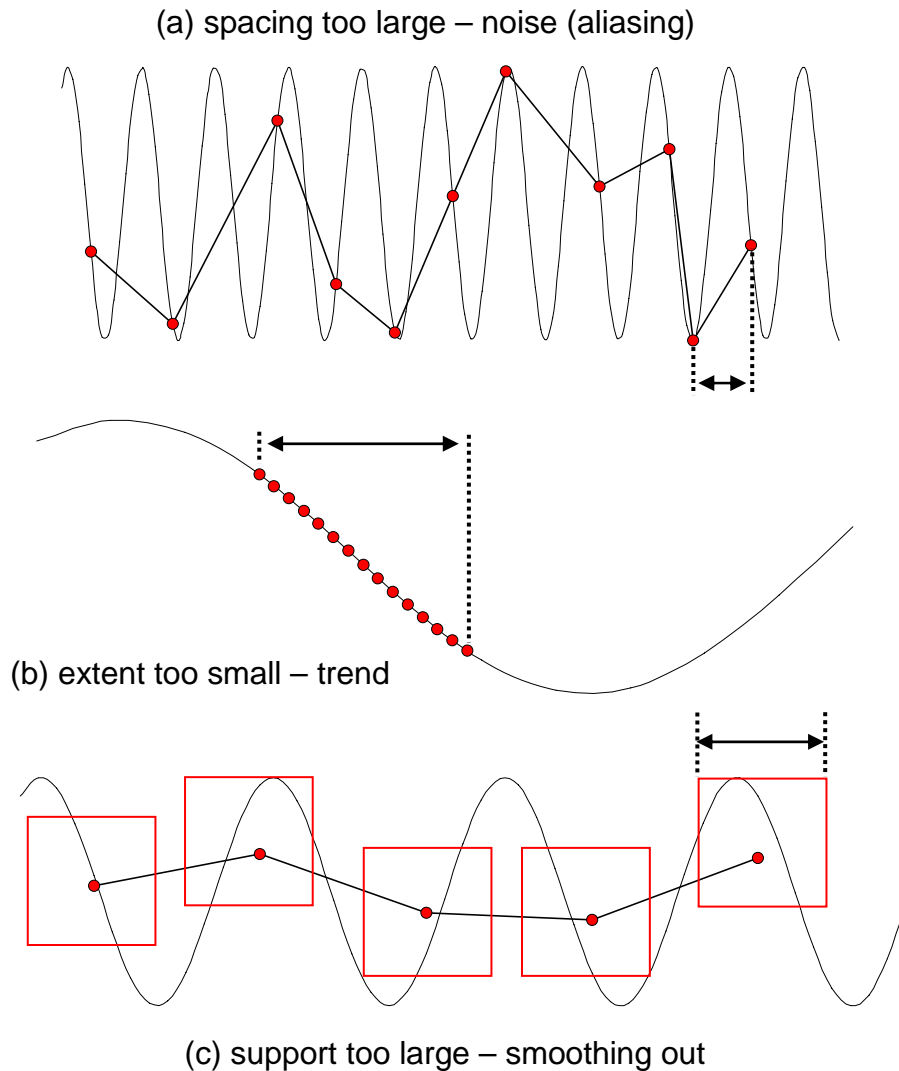 (a) spacing too large – noise (aliasing)
(b) extent too small – trend
(c) support too large – smoothing out